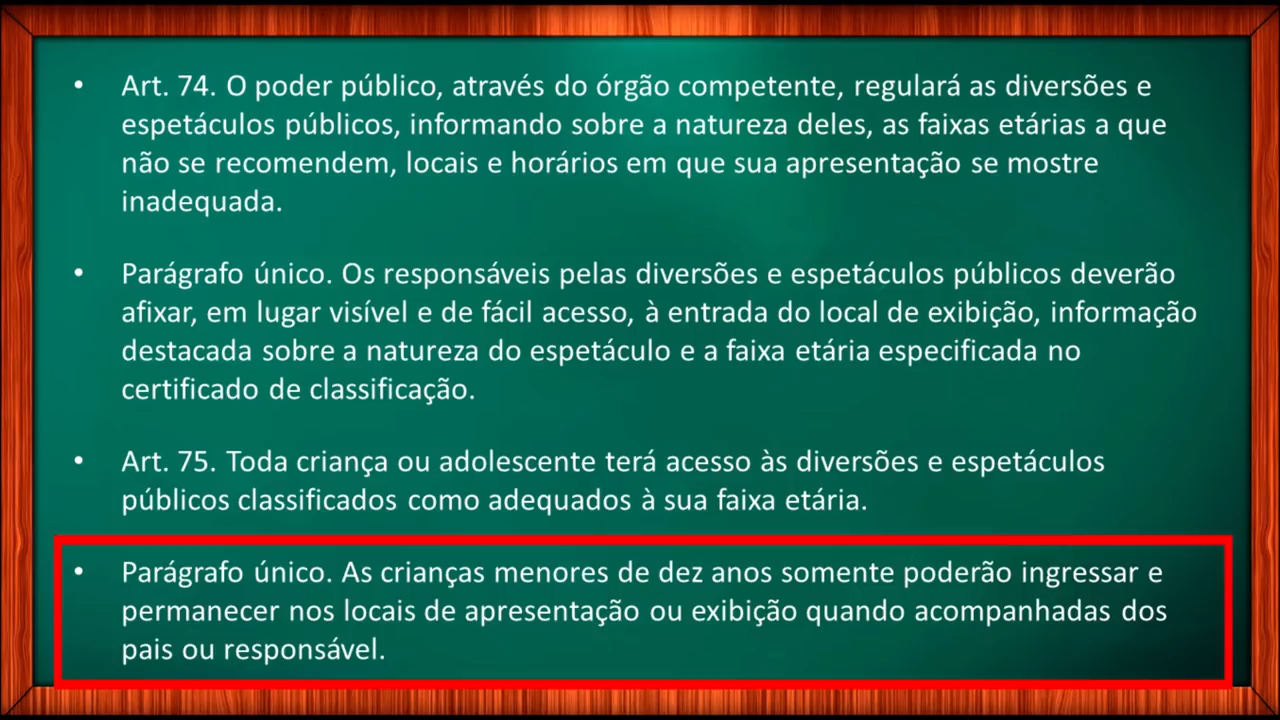 • Art. 74. O poder público, através do órgão competente, regulará as diversões e
espetáculos públicos, informando sobre a natureza deles, as faixas etárias a que
não se recomendem, locais e horários em que sua apresentação se mostre
inadequada.
• Parágrafo único. Os responsáveis pelas diversões e espetáculos públicos deverão
afixar, em lugar visível e de fácil acesso, à entrada do local de exibição, informação
destacada sobre a natureza do espetáculo e a faixa etária especificada no
certificado de classificação.
• Art. 75. Toda criança ou adolescente terá acesso às diversões e espetáculos
públicos classificados como adequados à sua faixa etária.
• Parágrafo único. As crianças menores de dez anos somente poderão ingressar e
permanecer nos locais de apresentação ou exibição quando acompanhadas dos
pais ou responsável.